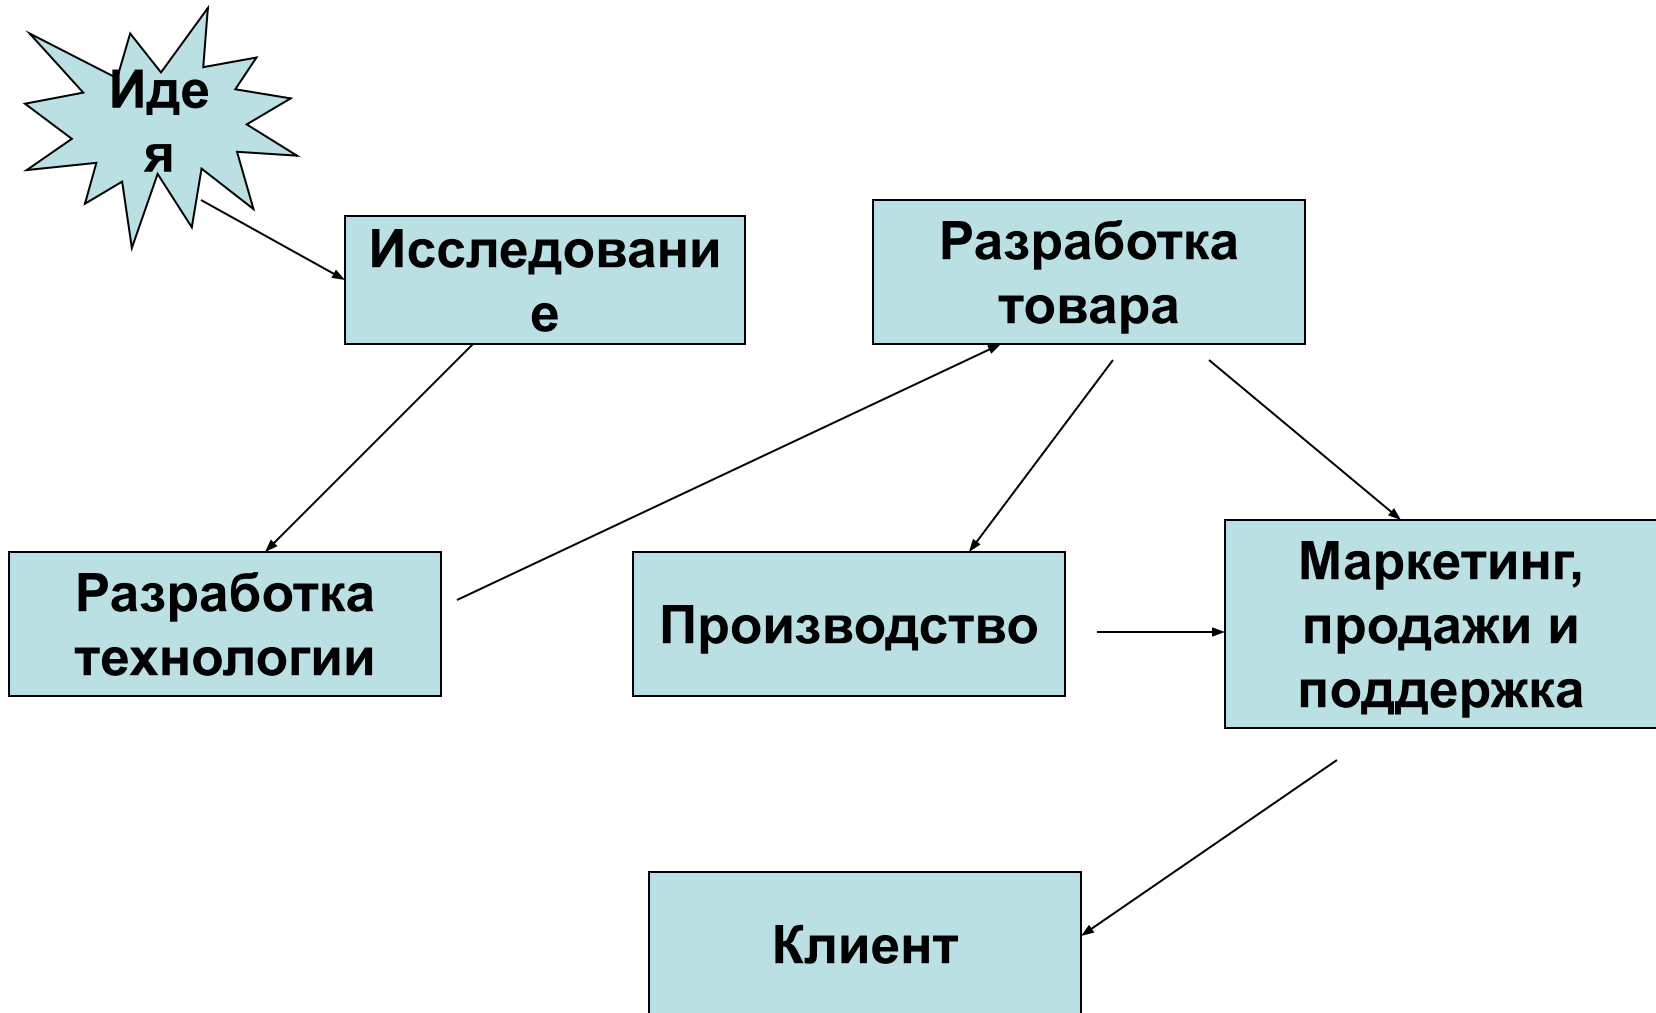 Иде
я
Исследовани
е
Разработка
товара
Разработка
технологии
Производство
Маркетинг,
продажи и
поддержка
Клиент